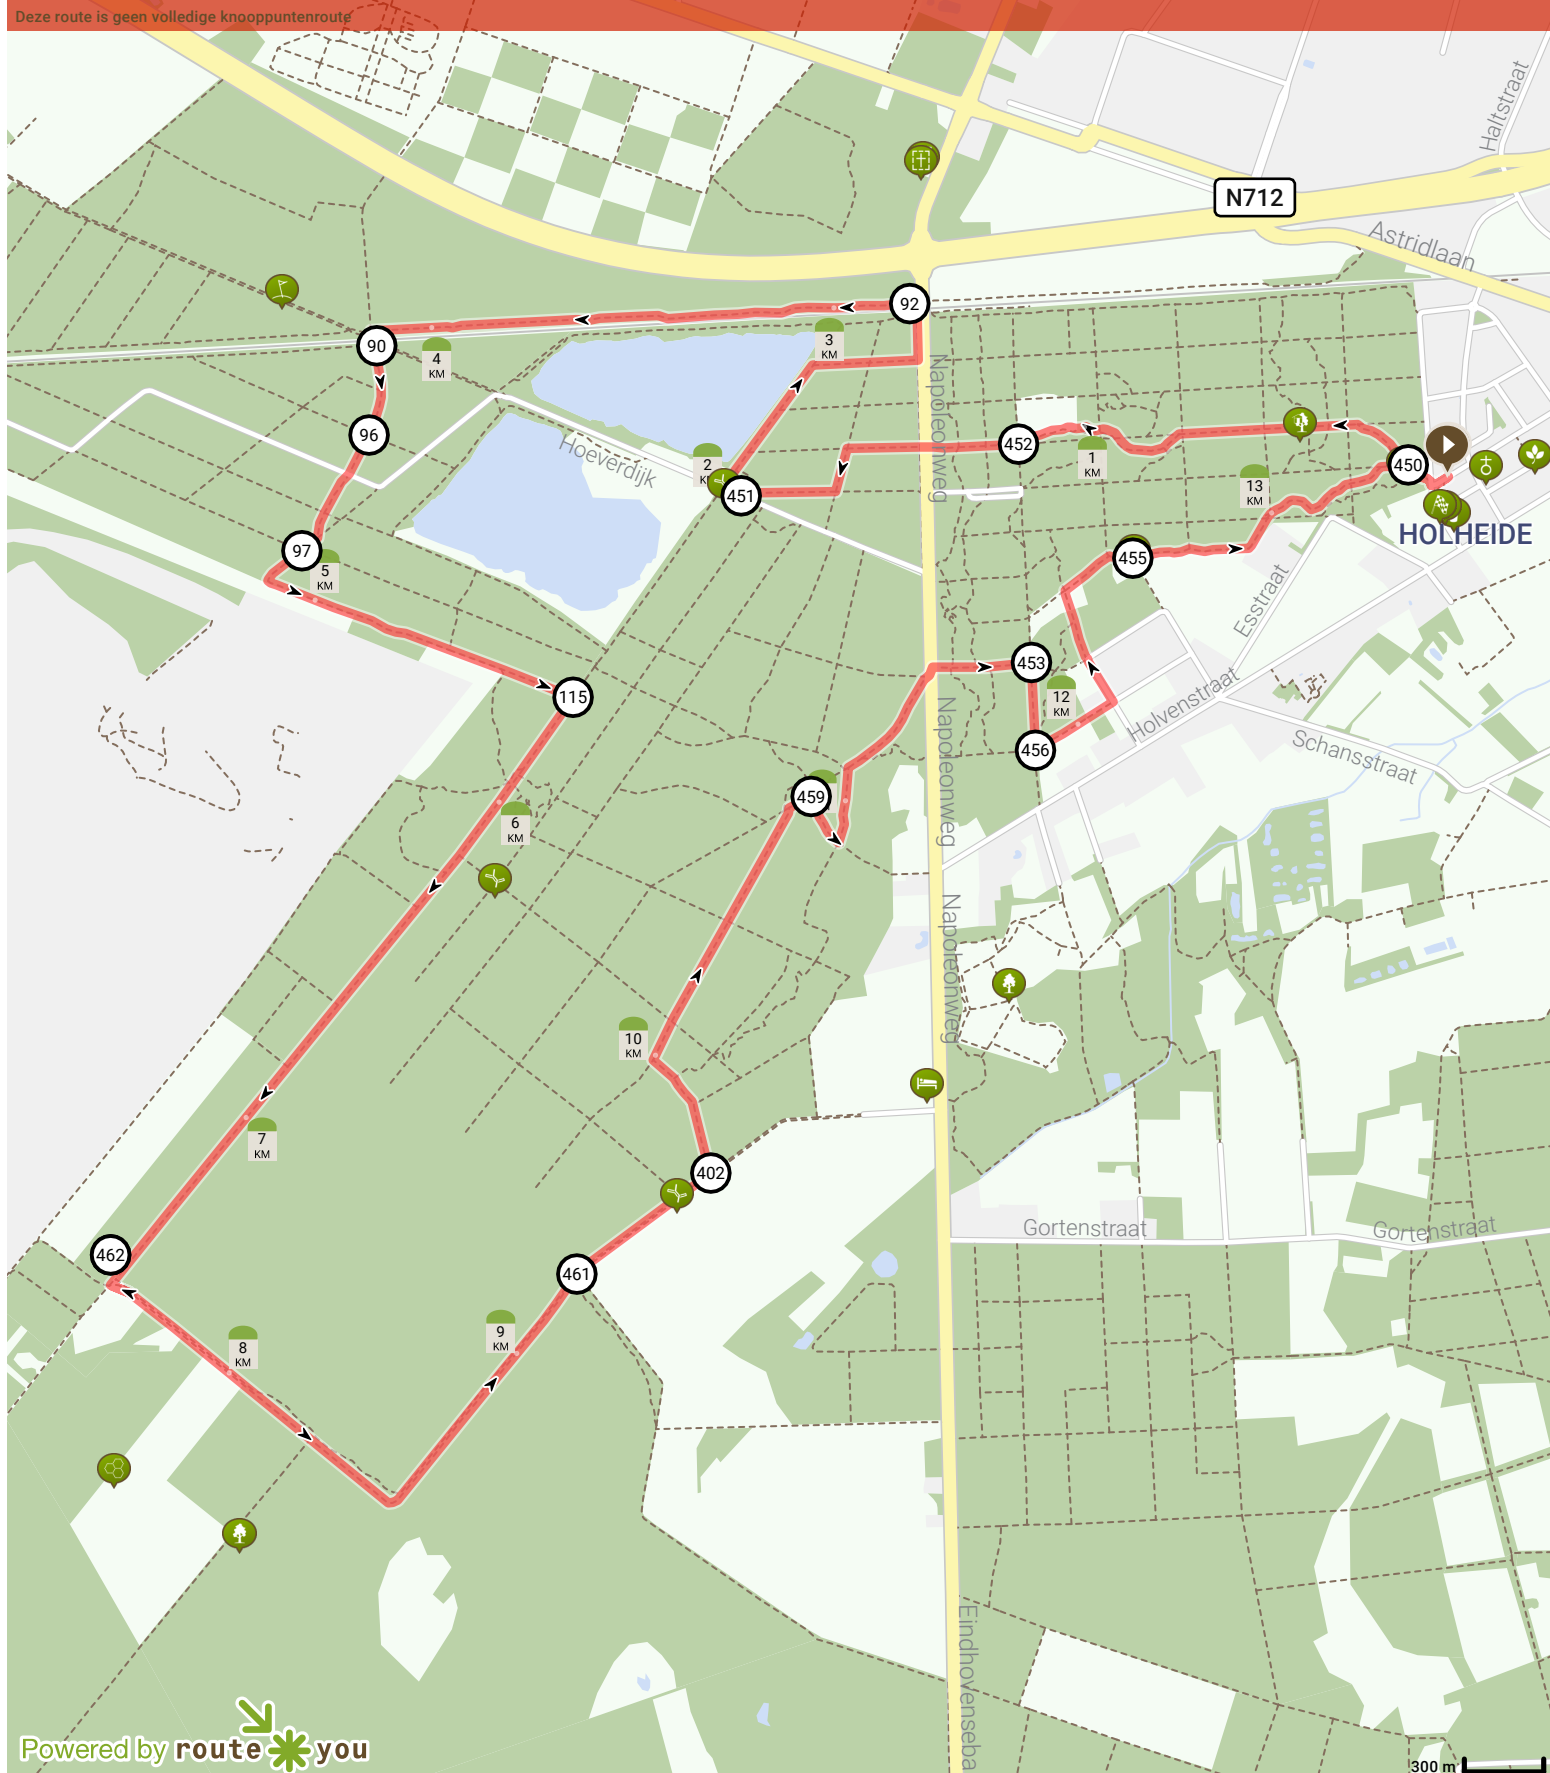 Deze route is geen volledige knooppuntenroute
Haltstraat
N712
Astridlaan
92
3
KM
90
4
KM
Napoleonweg
96
452
1
KM
450
Hoeverdijk
2
451
13
KM
HOLHEIDE
97
5
KM
455
Esstraat
453
12
KM
115
Holvenstraat
Napoleonweg
456
Schansstraat
459
6
KM
Napoleonweg
10
KM
7
KM
402
462
461
Gortenstraat
Gortenstraat
9
KM
8
KM
Eindhovenseba
Powered by route you
300 m